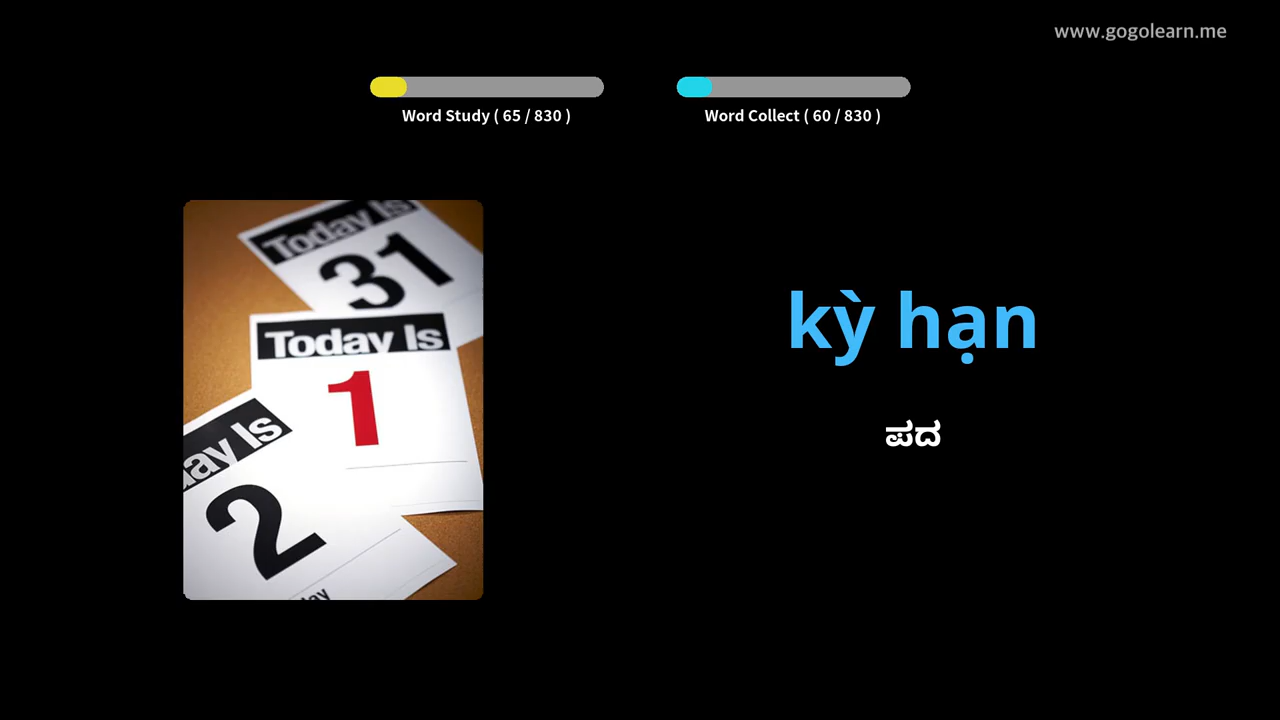 www.gogolearn.me
Word Study ( 65 / 830 )
Word Collect ( 60 / 830 )
Today Is
31
Today Is
1
ay Is
2
day
kỳ hạn
ಪದ